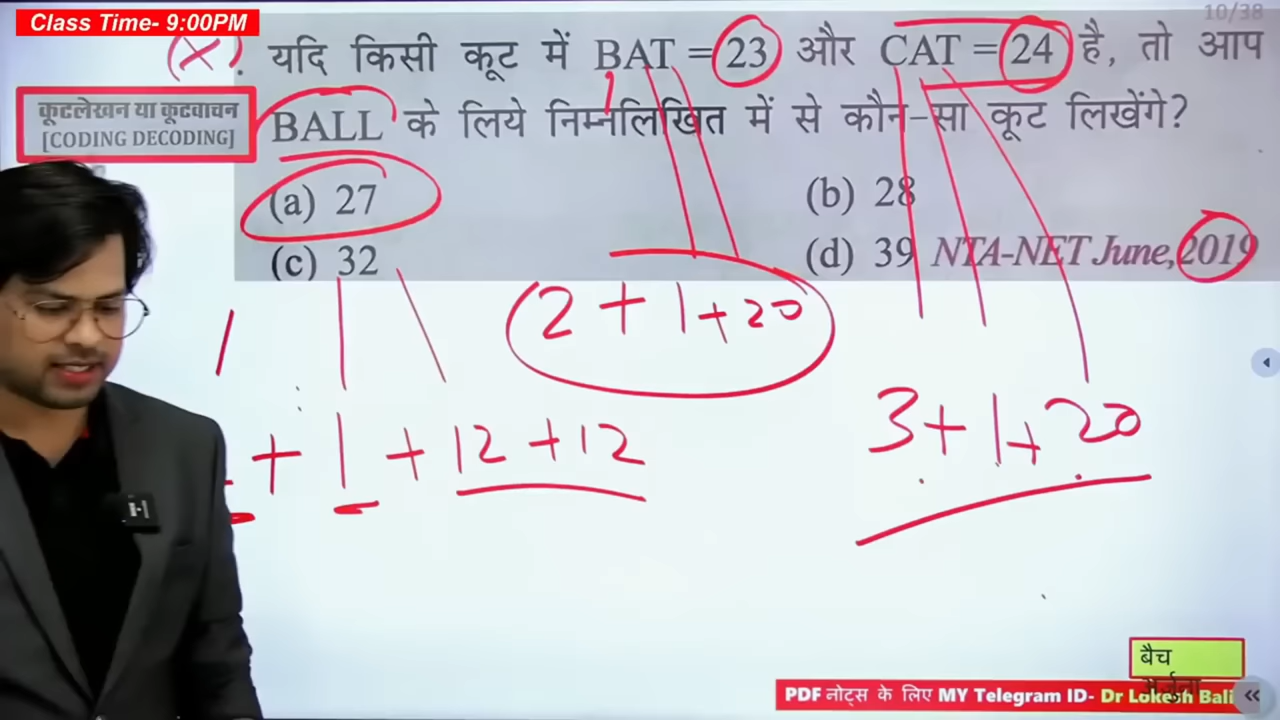 Class Time- 9:00PM
10/38
(X). यदि किसी कूट में BAT = 23 और CAT = 24 है, तो आप
कूटलेखन या कूटवाचन
[CODING DECODING]
BALL के लिये निम्नलिखित में से कौन-सा कूट लिखेंगे?
(a) 27
(b) 28
(c) 32
(d) 39 NTA-NET June, 2019
2 + 1 + 20
3 + 1 + 20
+ 1 + 12 + 12
बैच
PDF नोट्स के लिए MY Telegram ID- Dr Lokesh Bali